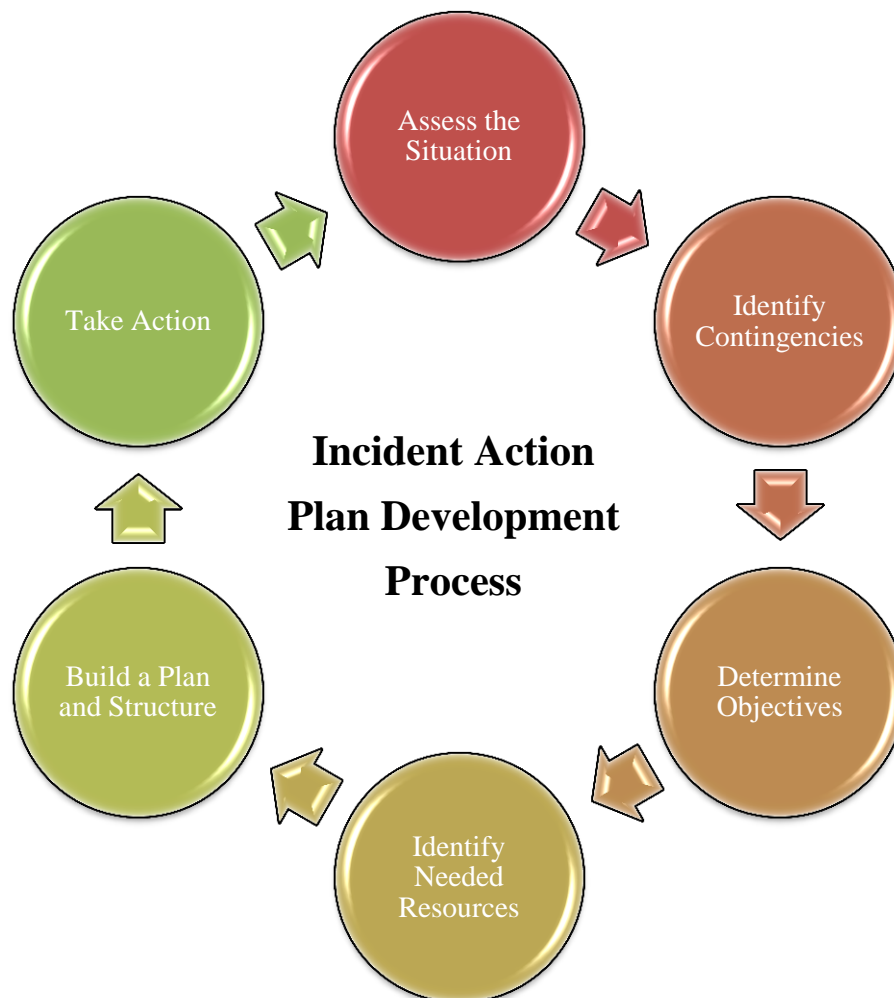 Assess the
Situation
Identify
Contingencies
Determine
Objectives
Identify
Needed
Resources
Build a Plan
and Structure
Take Action
Incident Action
Plan Development
Process